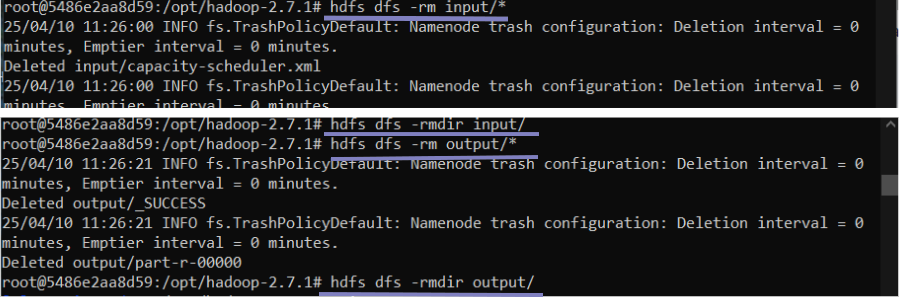 root@5486e2aa8d59:/opt/hadoop-2.7.1# hdfs dfs -rm input/*
25/04/10 11:26:00 INFO fs.TrashPolicyDefault: Namenode trash configuration: Deletion interval = 0
minutes, Emptier interval = 0 minutes.
Deleted input/capacity-scheduler.xml
25/04/10 11:26:00 INFO fs.TrashPolicyDefault: Namenode trash configuration: Deletion interval = 0
minutes, Emptier interval = 0 minutes.
root@5486e2aa8d59:/opt/hadoop-2.7.1# hdfs dfs -rmdir input/
root@5486e2aa8d59:/opt/hadoop-2.7.1# hdfs dfs -rm output/*
25/04/10 11:26:21 INFO fs.TrashPolicyDefault: Namenode trash configuration: Deletion interval = 0
minutes, Emptier interval = 0 minutes.
Deleted output/_SUCCESS
25/04/10 11:26:21 INFO fs.TrashPolicyDefault: Namenode trash configuration: Deletion interval = 0
minutes, Emptier interval = 0 minutes.
Deleted output/part-r-00000
root@5486e2aa8d59:/opt/hadoop-2.7.1# hdfs dfs -rmdir output/